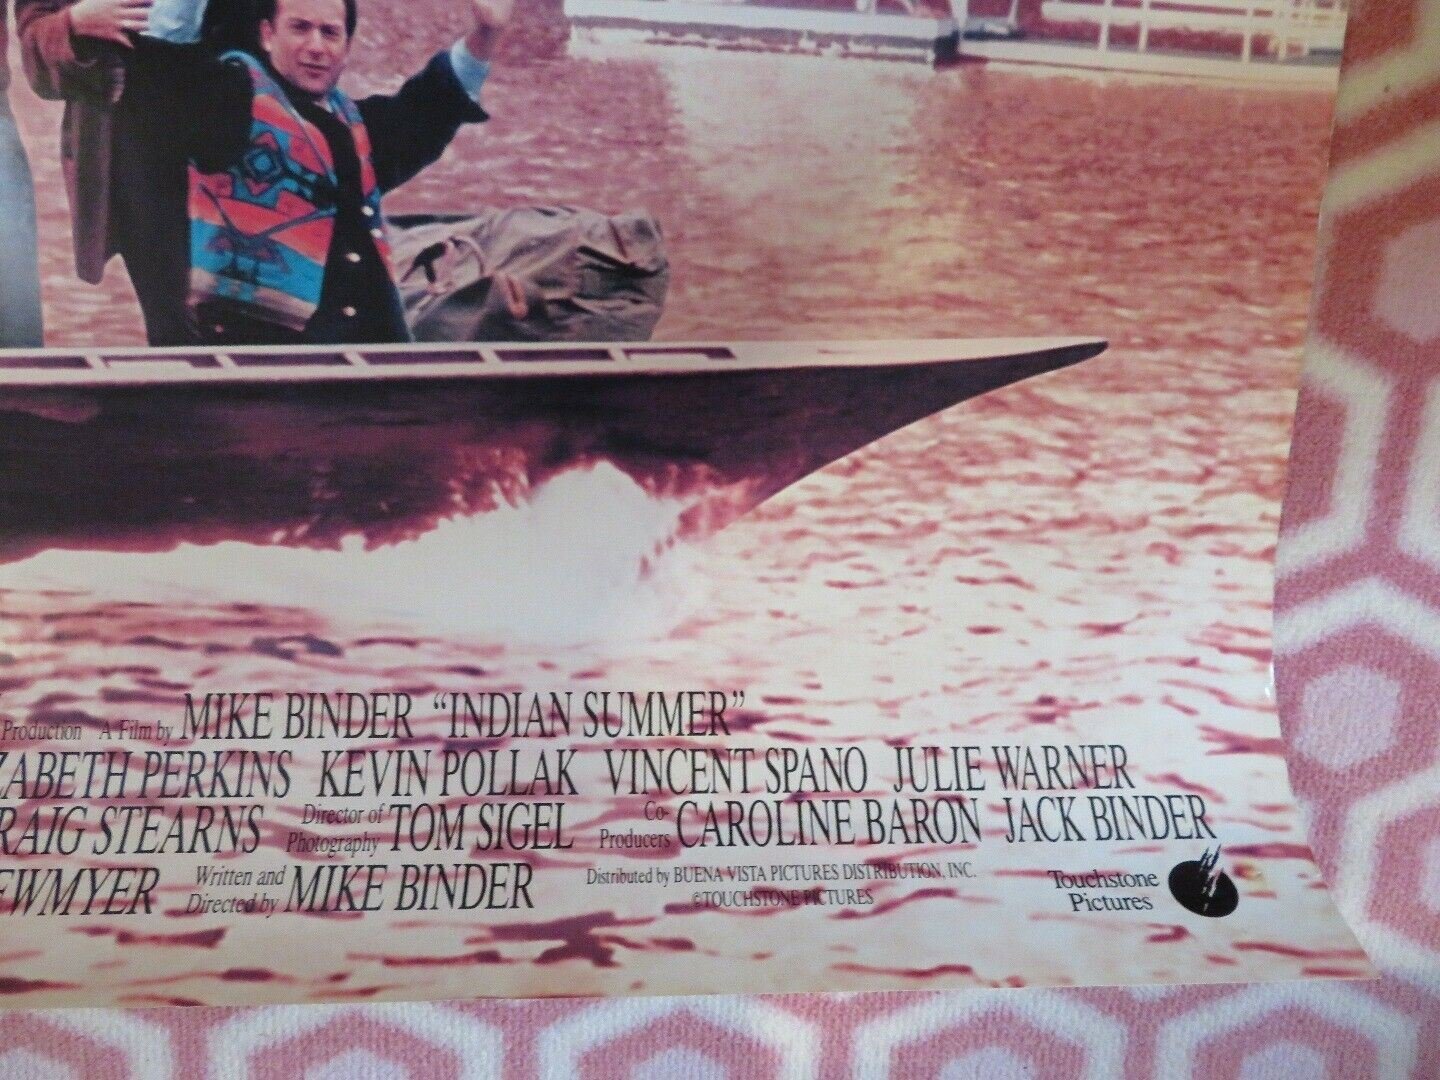 Production A Film by MIKE BINDER “INDIAN SUMMER”
ZABETH PERKINS KEVIN POLLAK VINCENT SPANO JULIE WARNER
RAIG STEARNS Director of Photography TOM SIGEL Co-Producers CAROLINE BARON JACK BINDER
EWMYER Written and Directed by MIKE BINDER Distributed by BUENA VISTA PICTURES DISTRIBUTION, INC.
©TOUCHSTONE PICTURES
Touchstone
Pictures